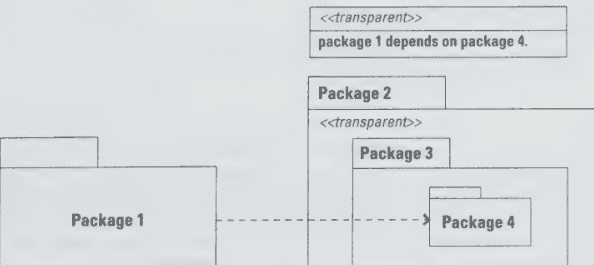 <<transparent>>
package 1 depends on package 4.
Package 2
<<transparent>>
Package 3
Package 1
Package 4